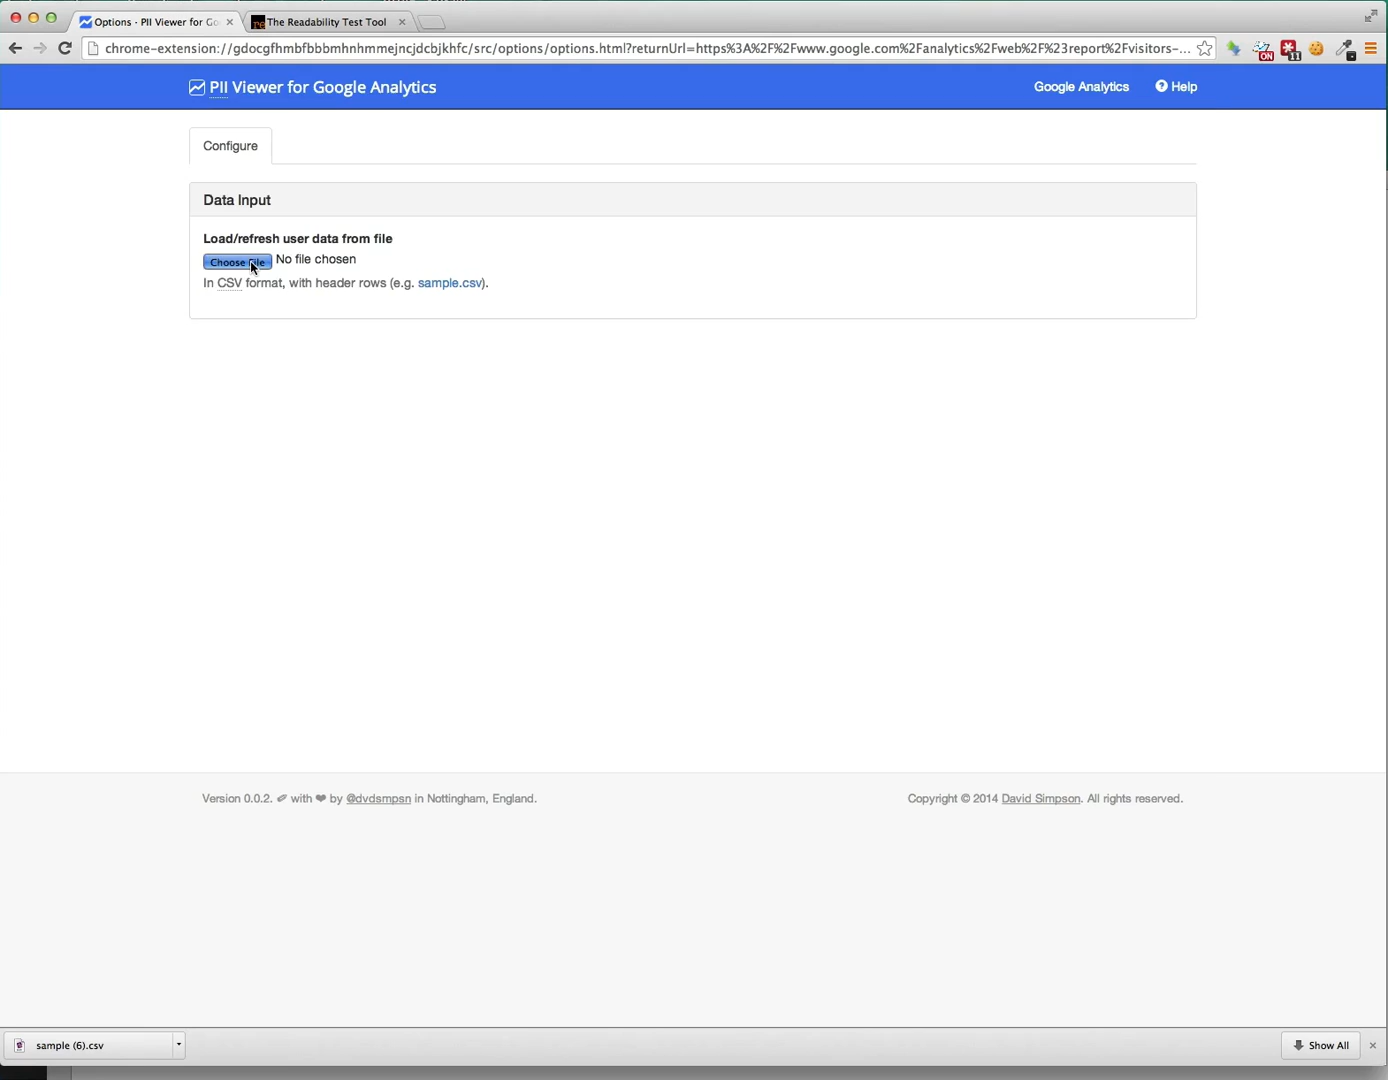 Options - PII Viewer for Go
The Readability Test Tool
chrome-extension://gdocgfhmbfbbbmhnhmmejncjdcbjkhfc/src/options/options.html?returnUrl=https%3A%2F%2Fwww.google.com%2Fanalytics%2Fweb%2F%23report%2Fvisitors-...
ON
11
PII Viewer for Google Analytics
Google Analytics
Help
Configure
Data Input
Load/refresh user data from file
Choose File No file chosen
In CSV format, with header rows (e.g. sample.csv).
Version 0.0.2. ✐ with ❤ by @dvdsmpsn in Nottingham, England.
Copyright © 2014 David Simpson. All rights reserved.
sample (6).csv
Show All